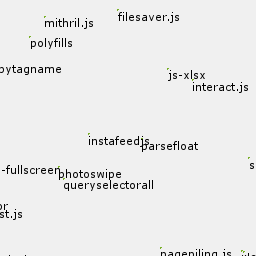 filesaver.js
mithril.js
polyfills
bytagname
js-xlsx
interact.js
instafeedjs
parsefloat
-fullscreen
photoswipe
queryselectorall
s
or
st.js
pagepiling.js